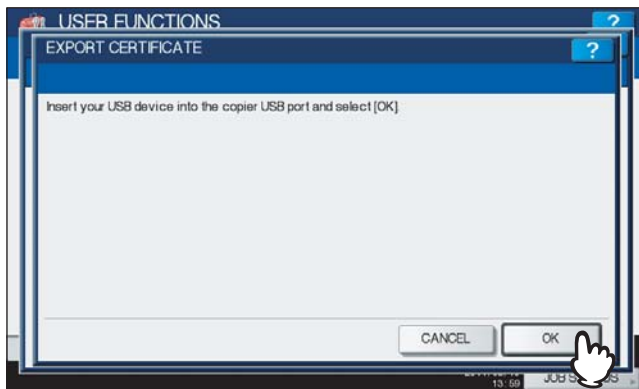 USER FUNCTIONS
?
EXPORT CERTIFICATE
?
Insert your USB device into the copier USB port and select [OK]
CANCEL
OK
13:59